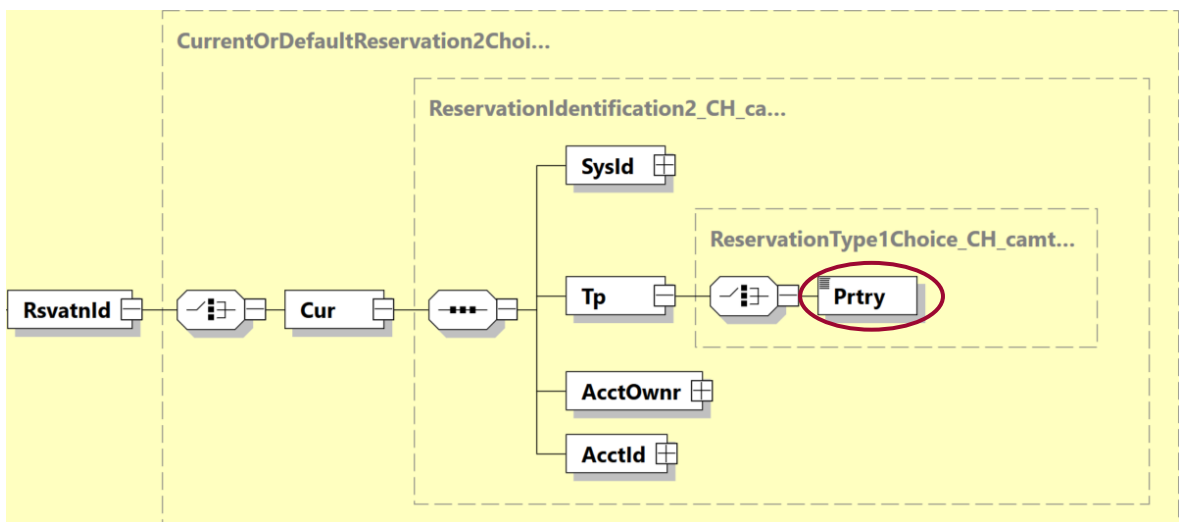 CurrentOrDefaultReservation2Choi...
ReservationIdentification2_CH_ca...
SysId
ReservationType1Choice_CH_camt...
RsvatnId
Cur
Tp
Prtry
AcctOwnr
AcctId